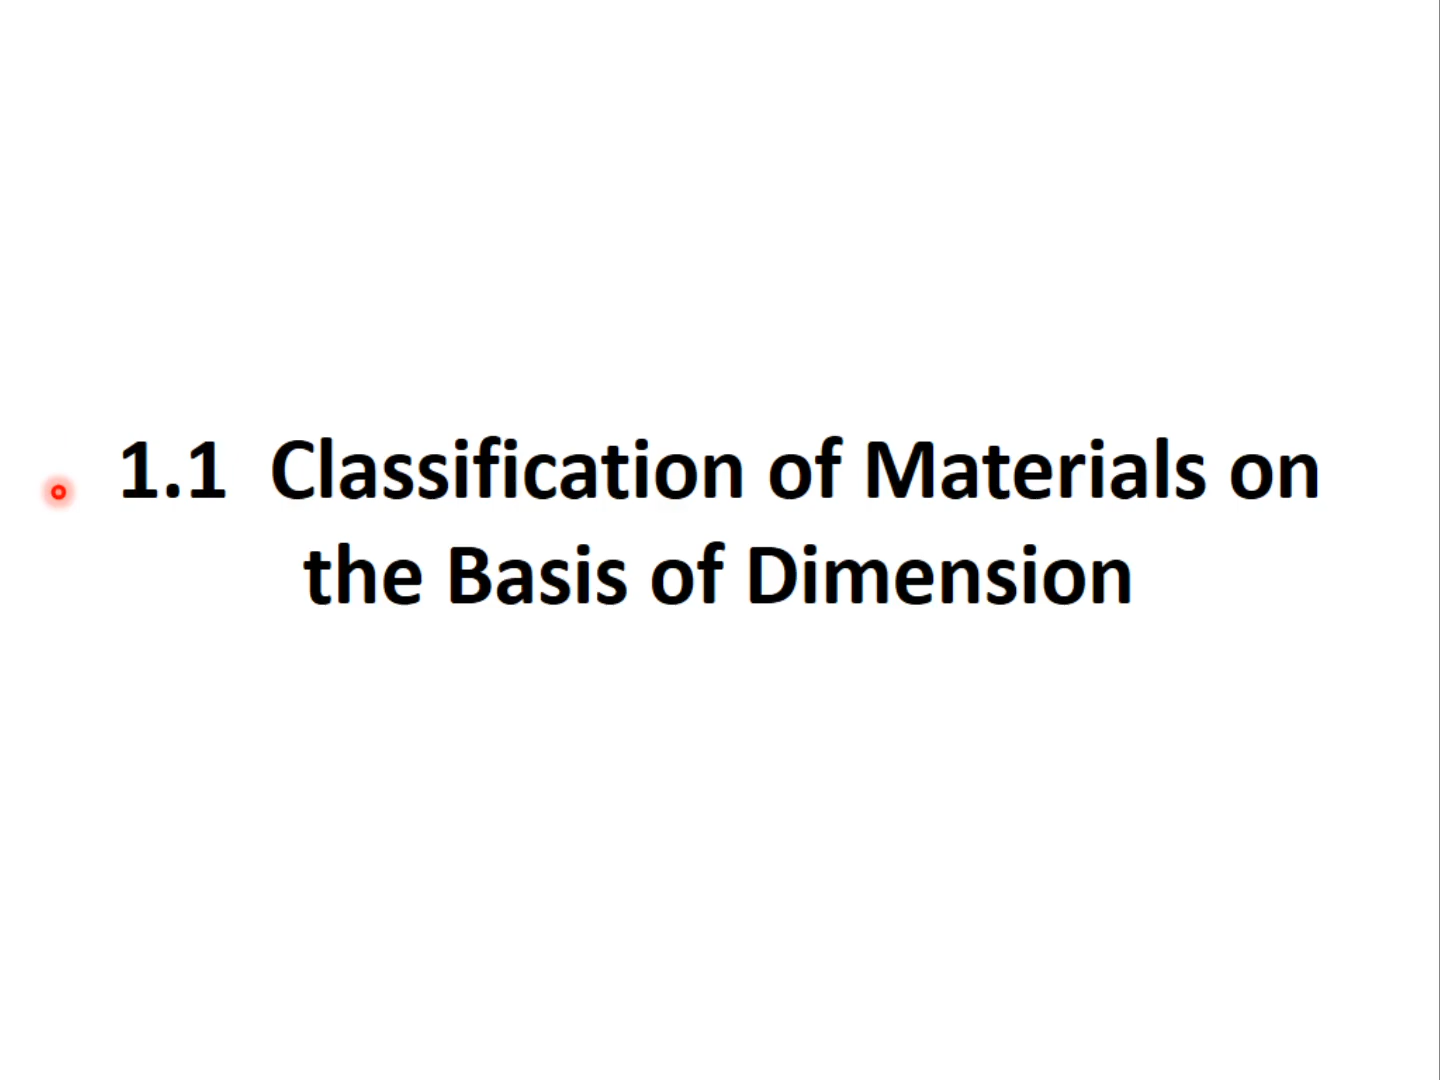 1.1  Classification of Materials on
the Basis of Dimension